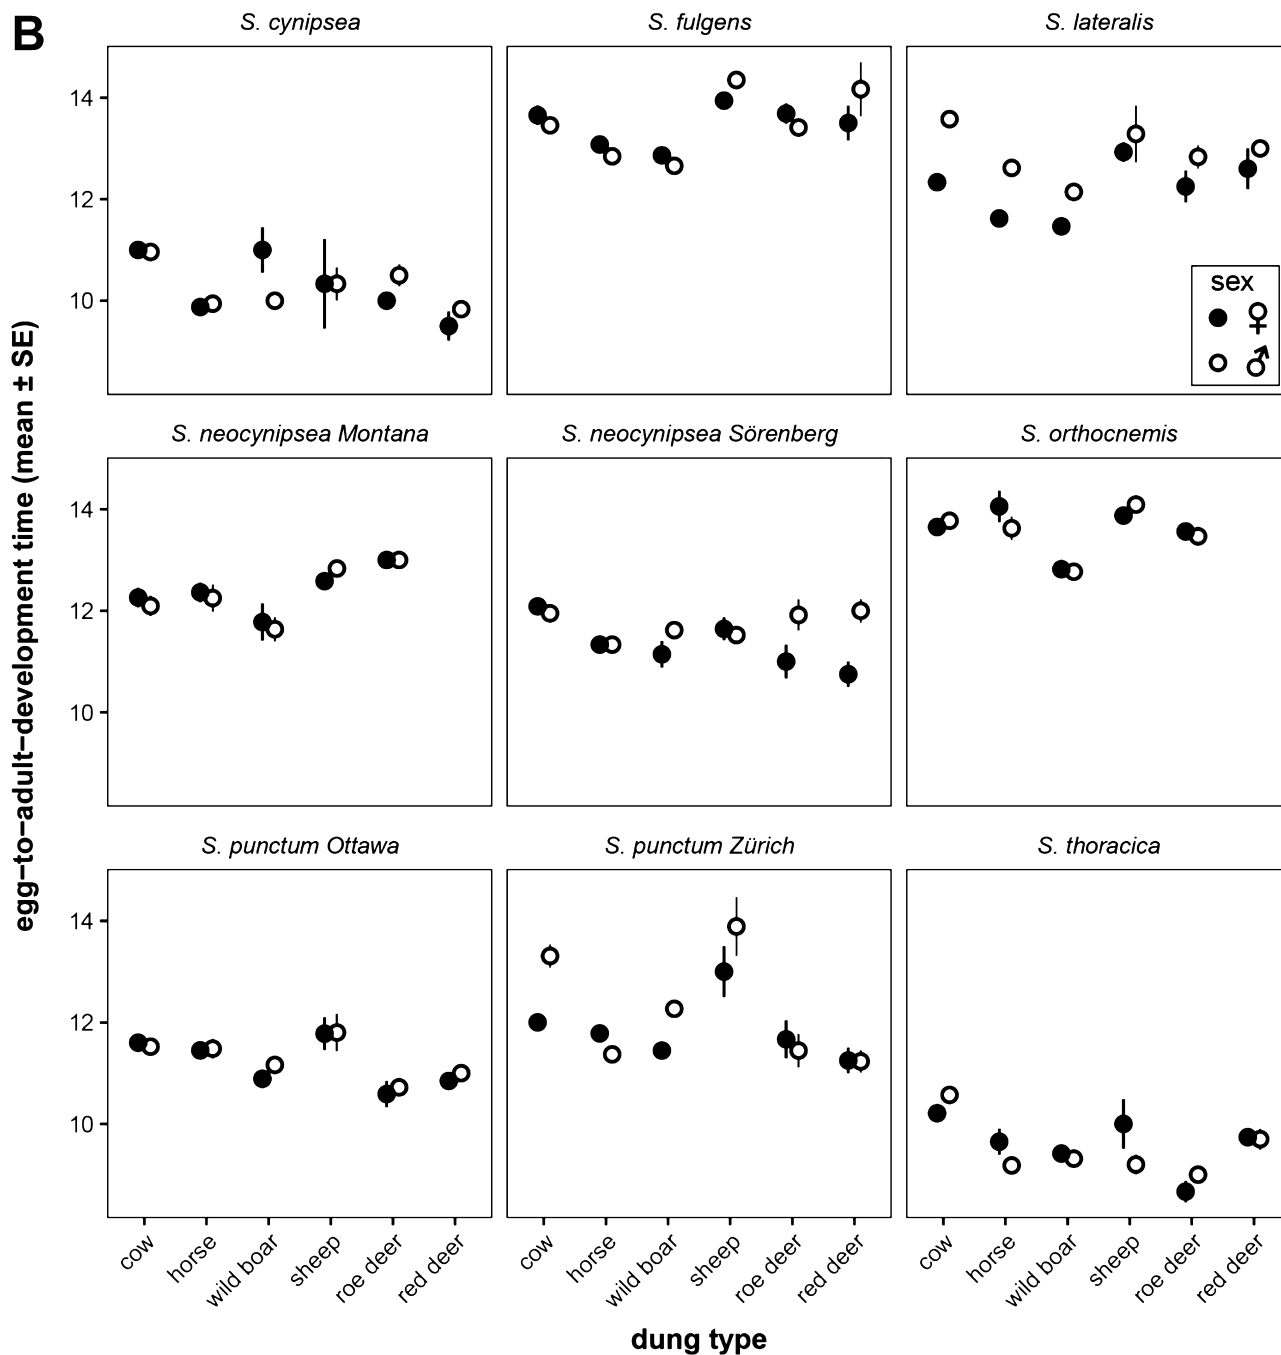 B
S. cynipsea
S. fulgens
S. lateralis
14
12
10
sex
♀
♂
egg−to−adult−development time (mean ± SE)
S. neocynipsea Montana
S. neocynipsea Sörenberg
S. orthocnemis
14
12
10
S. punctum Ottawa
S. punctum Zürich
S. thoracica
14
12
10
cow
horse
wild boar
sheep
roe deer
red deer
cow
horse
wild boar
sheep
roe deer
red deer
cow
horse
wild boar
sheep
roe deer
red deer
dung type